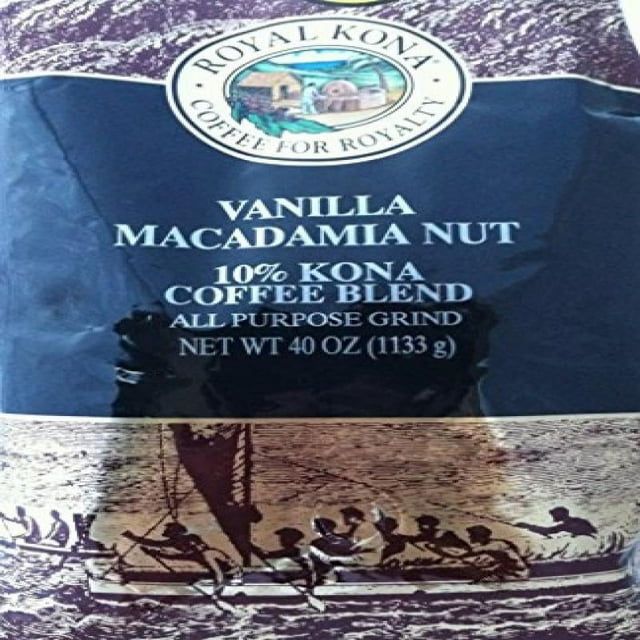 ROYAL KONA
COFFEE FOR ROYALTY
VANILLA
MACADAMIA NUT
10% KONA
COFFEE BLEND
ALL PURPOSE GRIND
NET WT 40 OZ (1133 g)